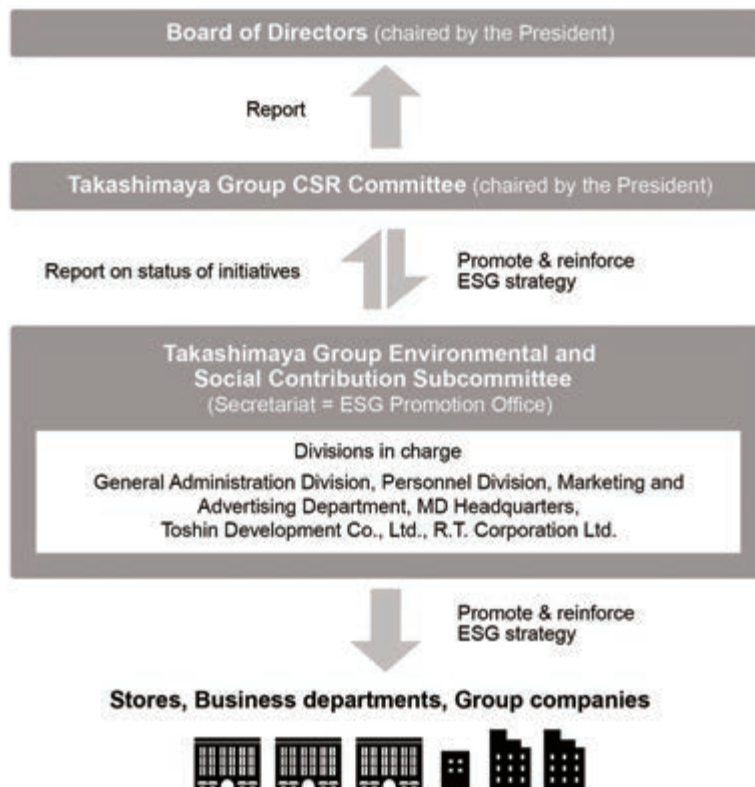 Board of Directors (chaired by the President)
Report
Takashimaya Group CSR Committee (chaired by the President)
Report on status of initiatives
Promote & reinforce
ESG strategy
Takashimaya Group Environmental and
Social Contribution Subcommittee
(Secretariat = ESG Promotion Office)
Divisions in charge
General Administration Division, Personnel Division, Marketing and
Advertising Department, MD Headquarters,
Toshin Development Co., Ltd., R.T. Corporation Ltd.
Promote & reinforce
ESG strategy
Stores, Business departments, Group companies